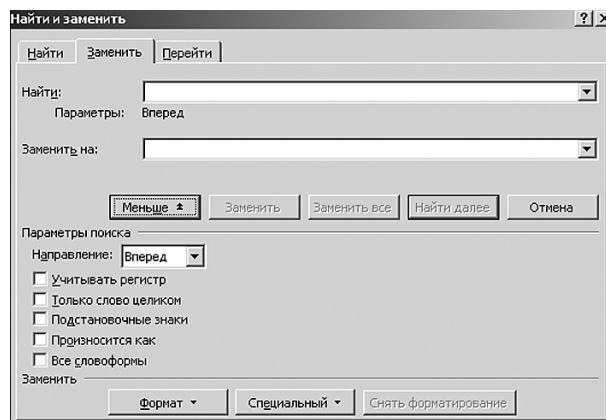 Найти и заменить
Найти Заменить Перейти
Найти:
Параметры: Вперед
Заменить на:
Меньше Заменить Заменить все Найти далее Отмена
Параметры поиска
Направление: Вперед
Учитывать регистр
Только слово целиком
Подстановочные знаки
Произносится как
Все словоформы
Заменить
Формат Специальный Снять форматирование